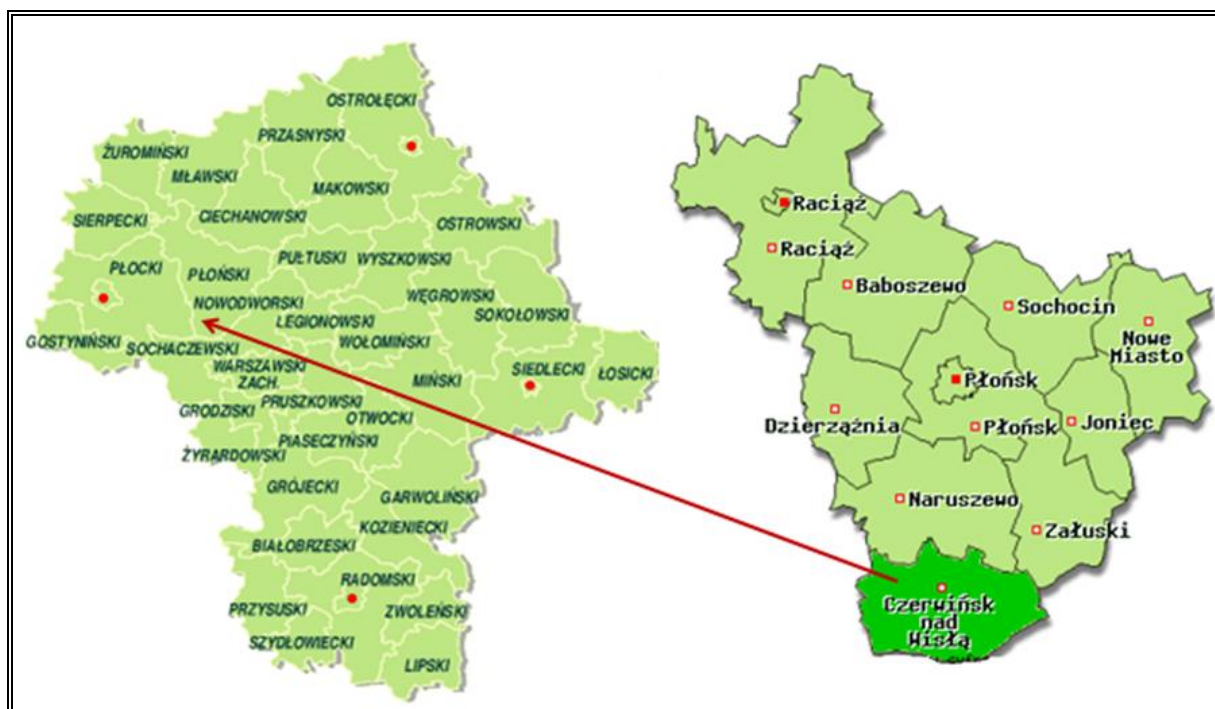 OSTROŁĘCKI
PRZASNYSKI
ŻUROMIŃSKI
MŁAWSKI
MAKOWSKI
SIERPECKI
CIECHANOWSKI
OSTROWSKI
PŁOCKI
PŁOŃSKI
PUŁTUSKI
WYSZKOWSKI
NOWODWORSKI
WĘGROWSKI
SOKOŁOWSKI
LEGIONOWSKI
GOSTYNIŃSKI
SOCHACZEWSKI
WOŁOMIŃSKI
WARSZAWSKI
ZACH.
MIŃSKI
SIEDLECKI
ŁOSICKI
GRODZISKI
PRUSZKOWSKI
OTWOCKI
PIASECZYŃSKI
ŻYRARDOWSKI
GRÓJECKI
GARWOLIŃSKI
KOZIENICKI
BIAŁOBRZESKI
RADOMSKI
PRZYSUSKI
ZWOLEŃSKI
SZYDŁOWIECKI
LIPSKI
Raciąż
Raciąż
Baboszewo
Sochocin
Nowe
Miasto
Płońsk
Dzierzążnia
Płońsk
Joniec
Naruszewo
Załuski
Czerwińsk
nad
Wisłą